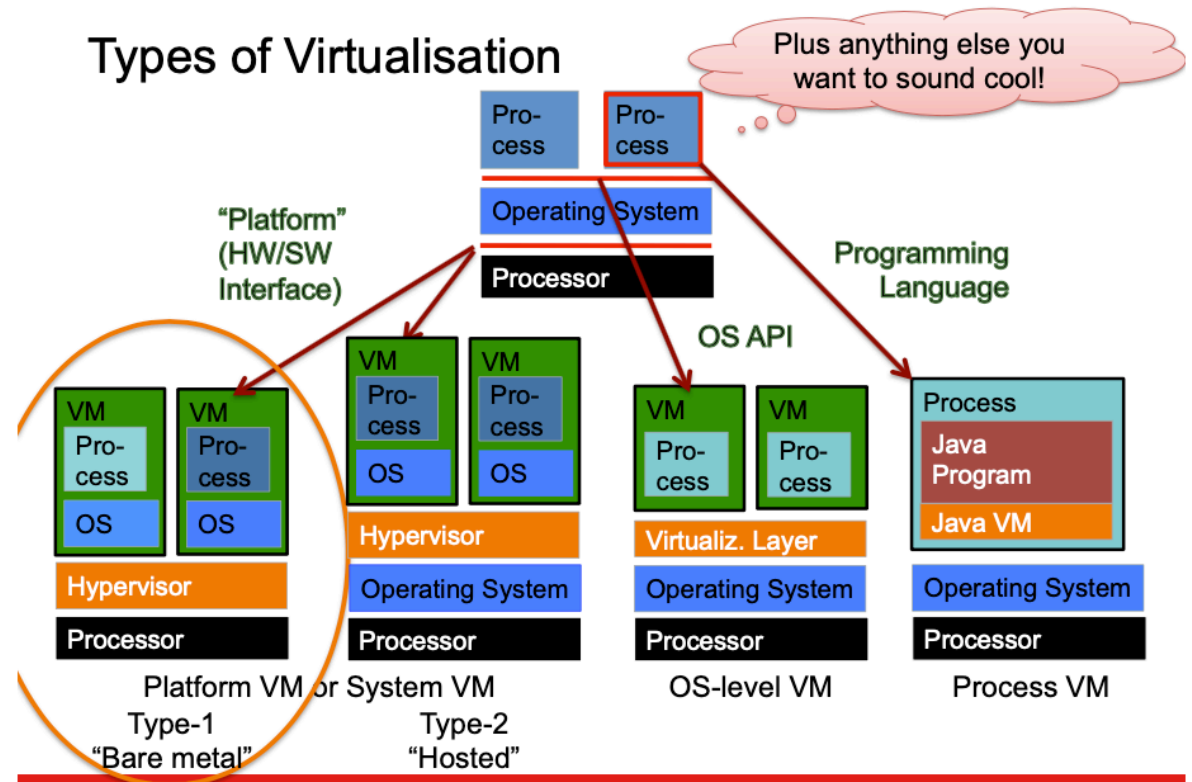 Types of Virtualisation
Plus anything else you
want to sound cool!
Pro-
cess
Pro-
cess
Operating System
Processor
“Platform”
(HW/SW
Interface)
Programming
Language
OS API
VM
Pro-
cess
OS
VM
Pro-
cess
OS
Hypervisor
Processor
VM
Pro-
cess
OS
VM
Pro-
cess
OS
Hypervisor
Operating System
Processor
VM
Pro-
cess
VM
Pro-
cess
Virtualiz. Layer
Operating System
Processor
Process
Java
Program
Java VM
Operating System
Processor
Platform VM or System VM
Type-1
“Bare metal”
Type-2
“Hosted”
OS-level VM
Process VM